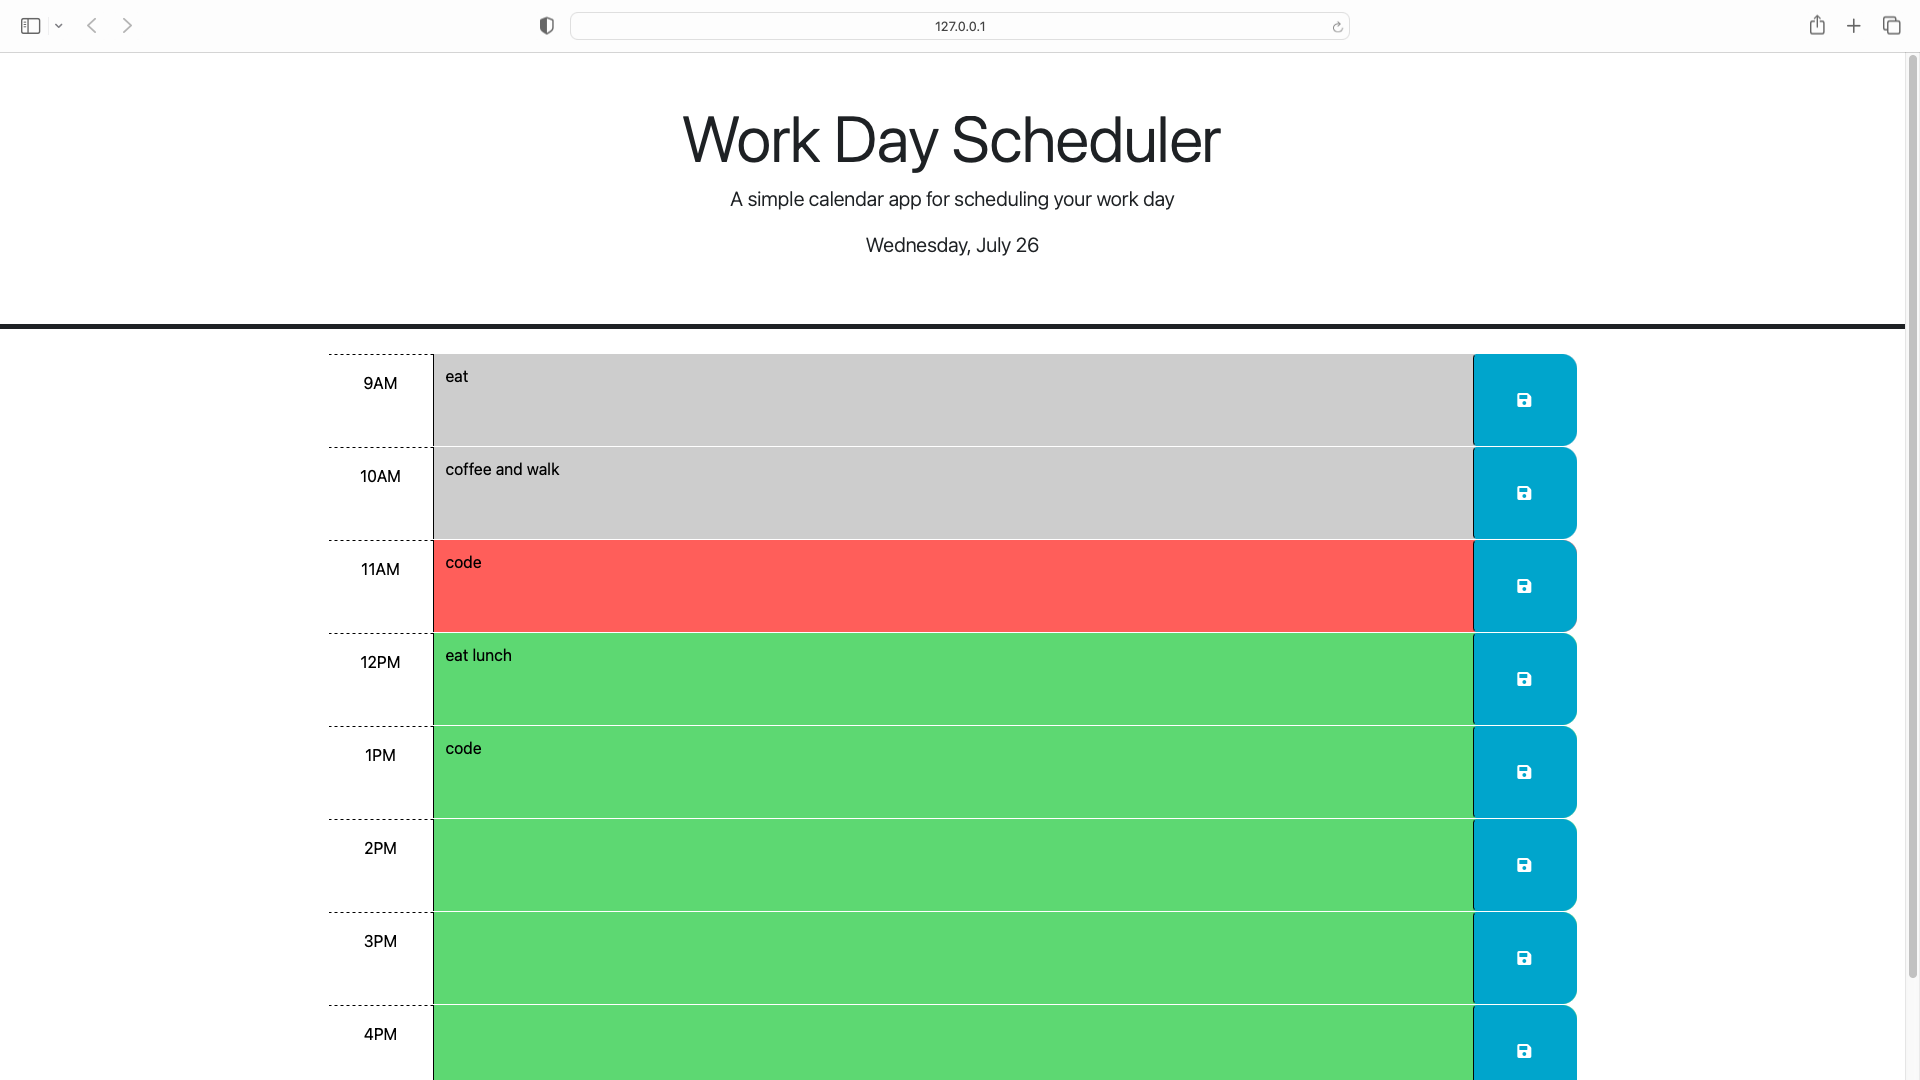 127.0.0.1
Work Day Scheduler
A simple calendar app for scheduling your work day
Wednesday, July 26
9AM
eat
10AM
coffee and walk
11AM
code
12PM
eat lunch
1PM
code
2PM
3PM
4PM